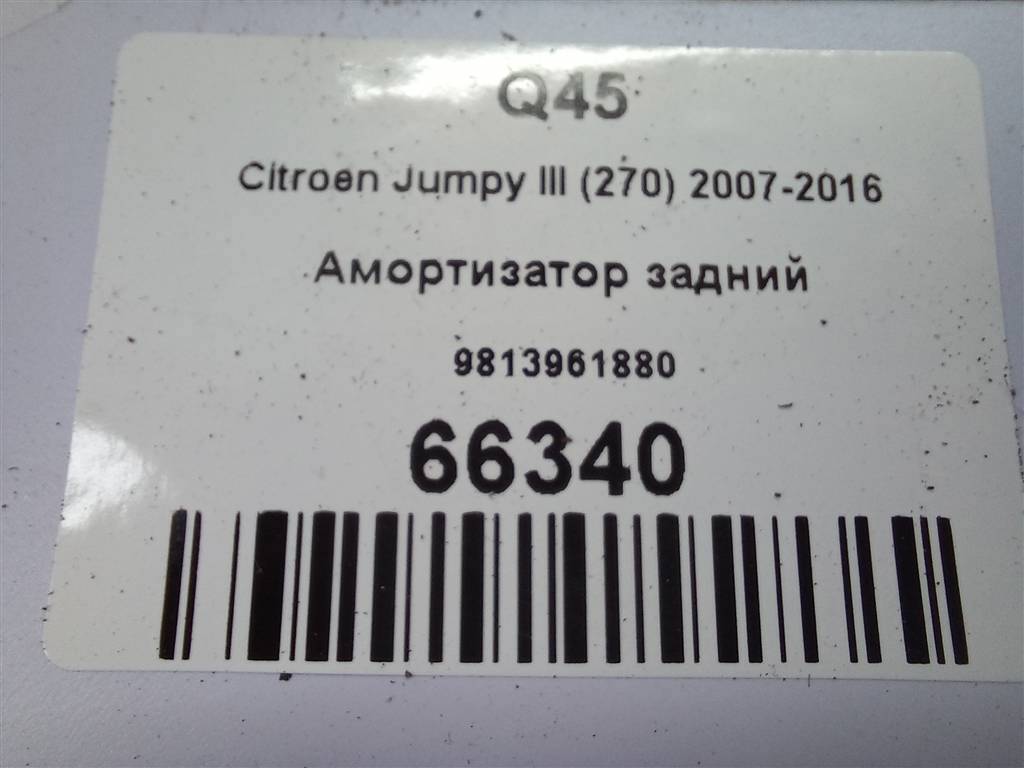 Q45
Citroen Jumpy III (270) 2007-2016
Амортизатор задний
9813961880
66340